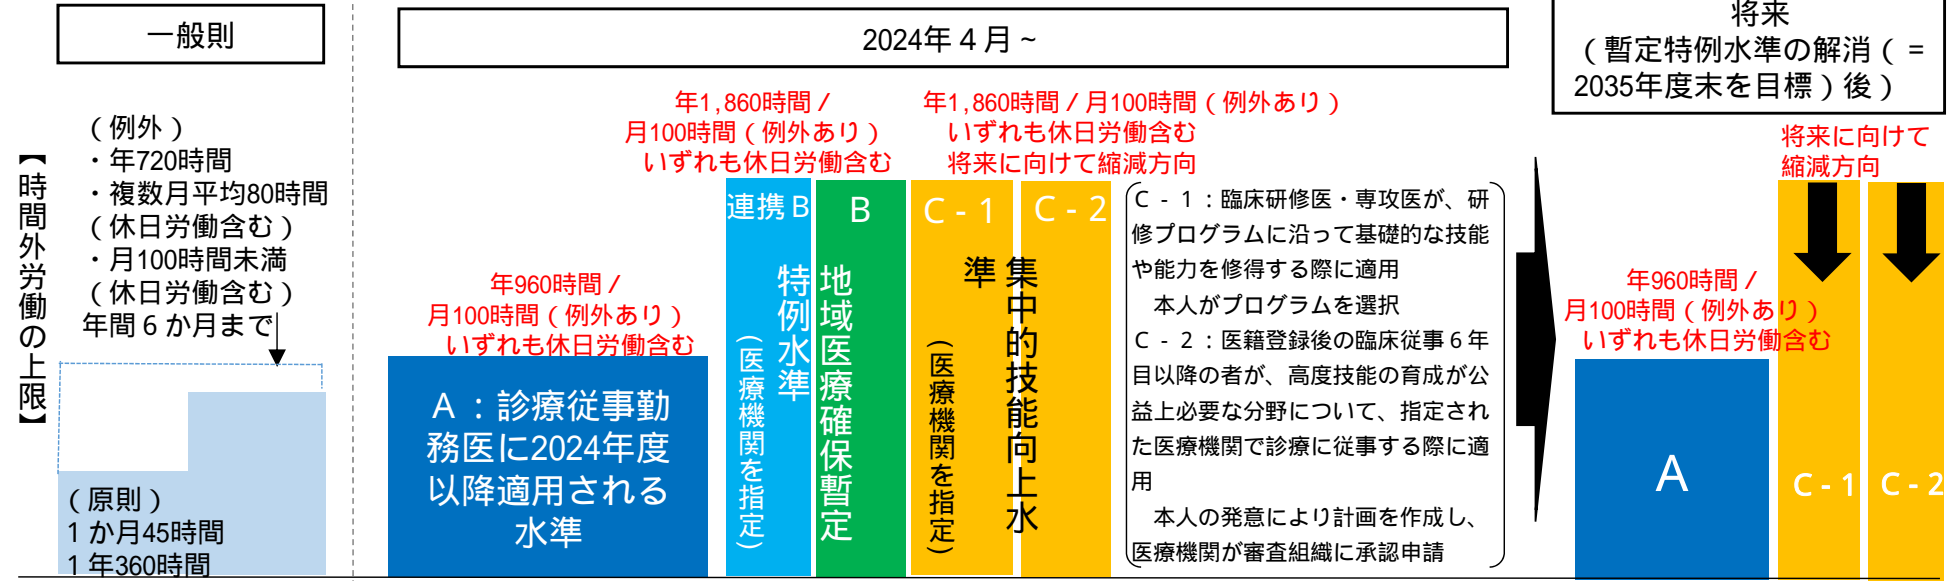 一般則
2024年４月~
将来
（暫定特例水準の解消（=
2035年度末を目標）後）
【時間外労働の上限】
（例外）
・年720時間
・複数月平均80時間
（休日労働含む）
・月100時間未満
（休日労働含む）
年間６か月まで
（原則）
１か月45時間
１年360時間
年960時間／
月100時間（例外あり）
いずれも休日労働含む
A：診療従事勤
務医に2024年度
以降適用される
水準
年1,860時間／
月100時間（例外あり）
いずれも休日労働含む
連携B
B
地域医療確保暫定
特例水準
（医療機関を指定）
年1,860時間／月100時間（例外あり）
いずれも休日労働含む
将来に向けて縮減方向
C-1
C-2
集中的技能向上水
準
（医療機関を指定）
C-1：臨床研修医・専攻医が、研
修プログラムに沿って基礎的な技能
や能力を修得する際に適用
本人がプログラムを選択
C-2：医籍登録後の臨床従事６年
目以降の者が、高度技能の育成が公
益上必要な分野について、指定され
た医療機関で診療に従事する際に適
用
本人の発意により計画を作成し、
医療機関が審査組織に承認申請
将来に向けて
縮減方向
年960時間／
月100時間（例外あり）
いずれも休日労働含む
A
C-1
C-2